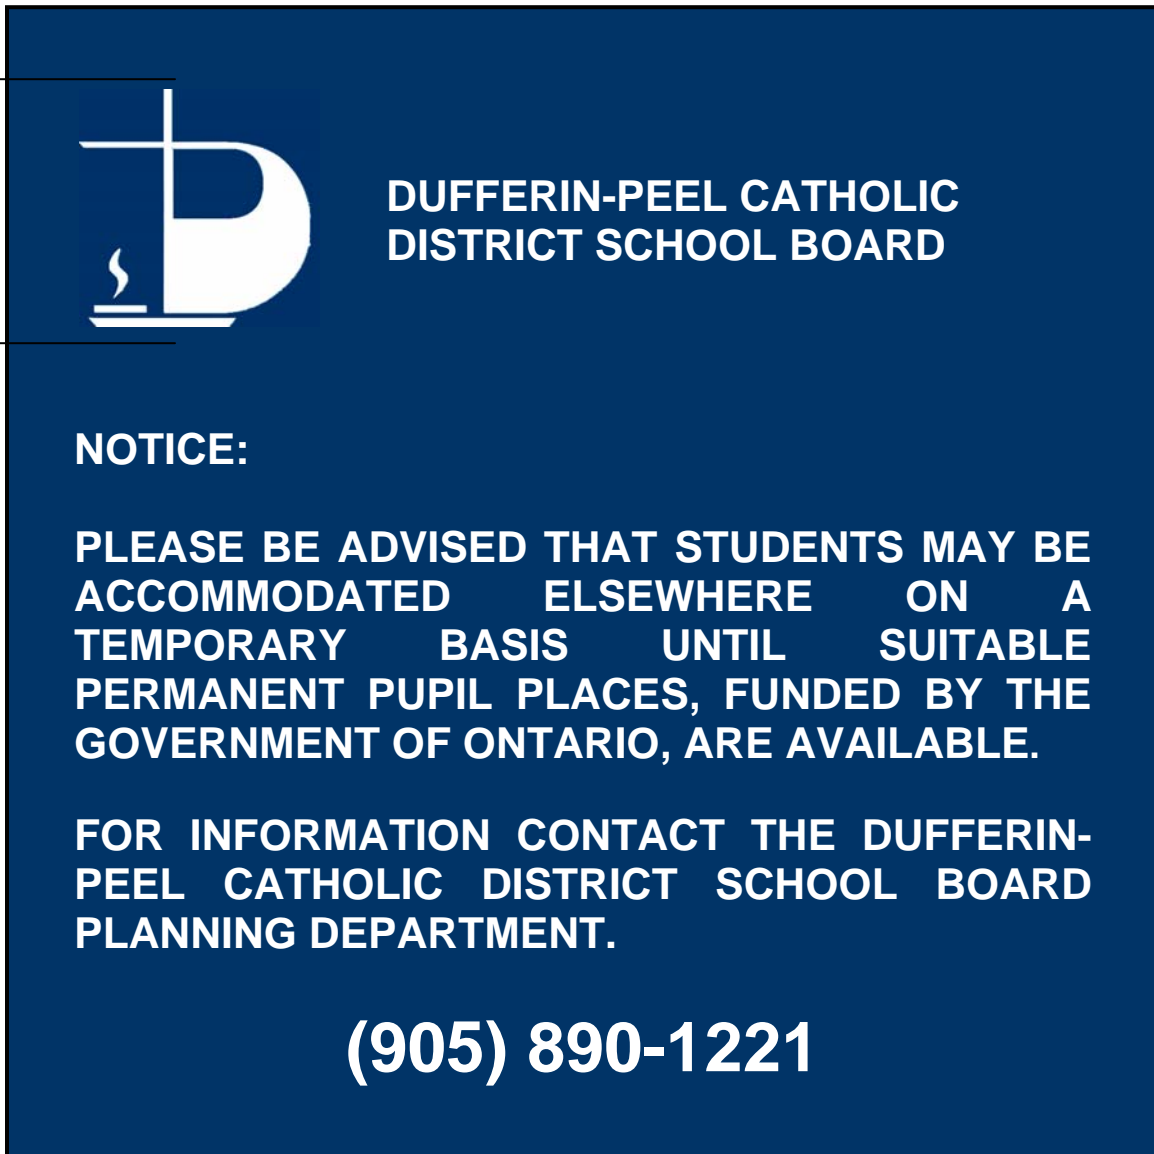 DUFFERIN-PEEL CATHOLIC
DISTRICT SCHOOL BOARD
NOTICE:
PLEASE BE ADVISED THAT STUDENTS MAY BE
ACCOMMODATED ELSEWHERE ON A
TEMPORARY BASIS UNTIL SUITABLE
PERMANENT PUPIL PLACES, FUNDED BY THE
GOVERNMENT OF ONTARIO, ARE AVAILABLE.
FOR INFORMATION CONTACT THE DUFFERIN-
PEEL CATHOLIC DISTRICT SCHOOL BOARD
PLANNING DEPARTMENT.
(905) 890-1221